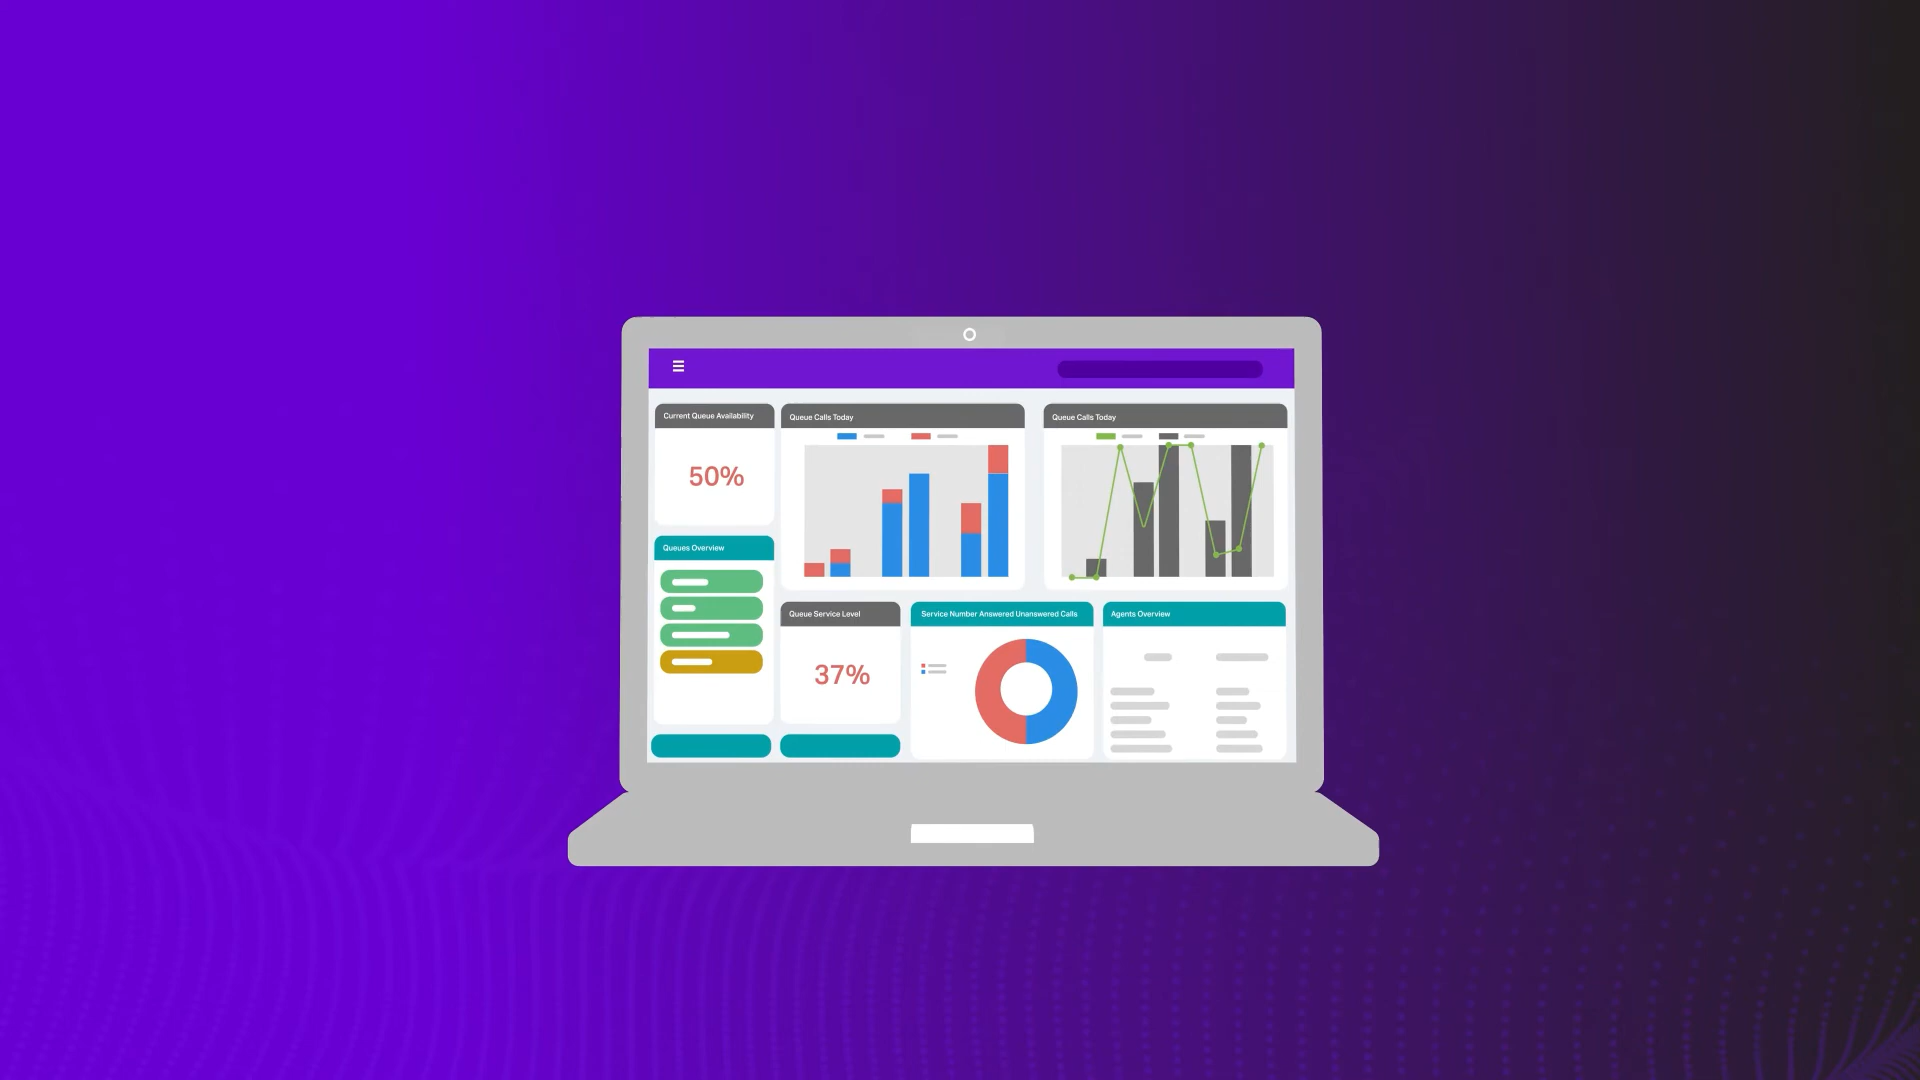 Current Queue Availability
Queue Calls Today
Queue Calls Today
50%
Queues Overview
Queue Service Level
Service Number Answered Unanswered Calls
Agents Overview
37%